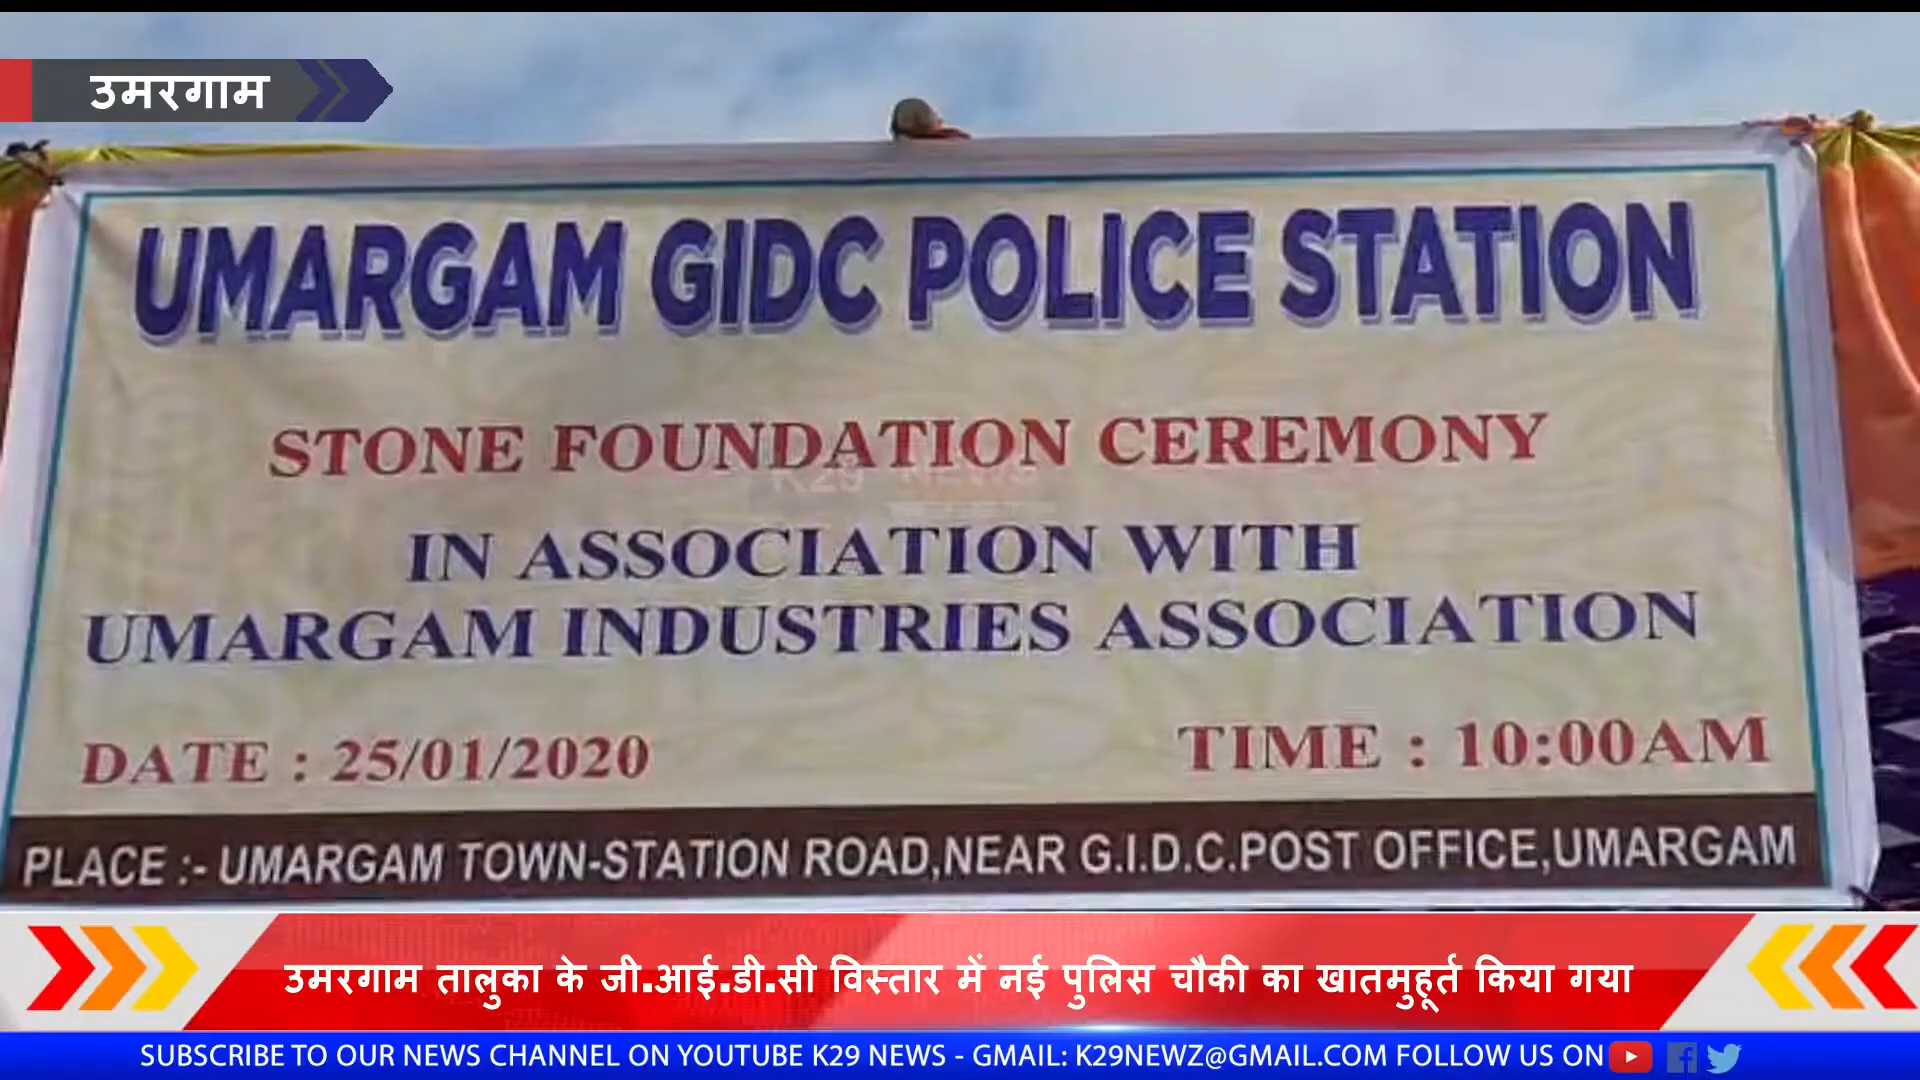 उमरगाम
UMARGAM GIDC POLICE STATION
STONE FOUNDATION CEREMONY
K29 NEWS
IN ASSOCIATION WITH
UMARGAM INDUSTRIES ASSOCIATION
DATE : 25/01/2020
TIME : 10:00AM
PLACE :- UMARGAM TOWN-STATION ROAD,NEAR G.I.D.C.POST OFFICE,UMARGAM
उमरगाम तालुका के जी.आई.डी.सी विस्तार में नई पुलिस चौकी का खातमुहूर्त किया गया
SUBSCRIBE TO OUR NEWS CHANNEL ON YOUTUBE K29 NEWS - GMAIL: K29NEWZ@GMAIL.COM FOLLOW US ON